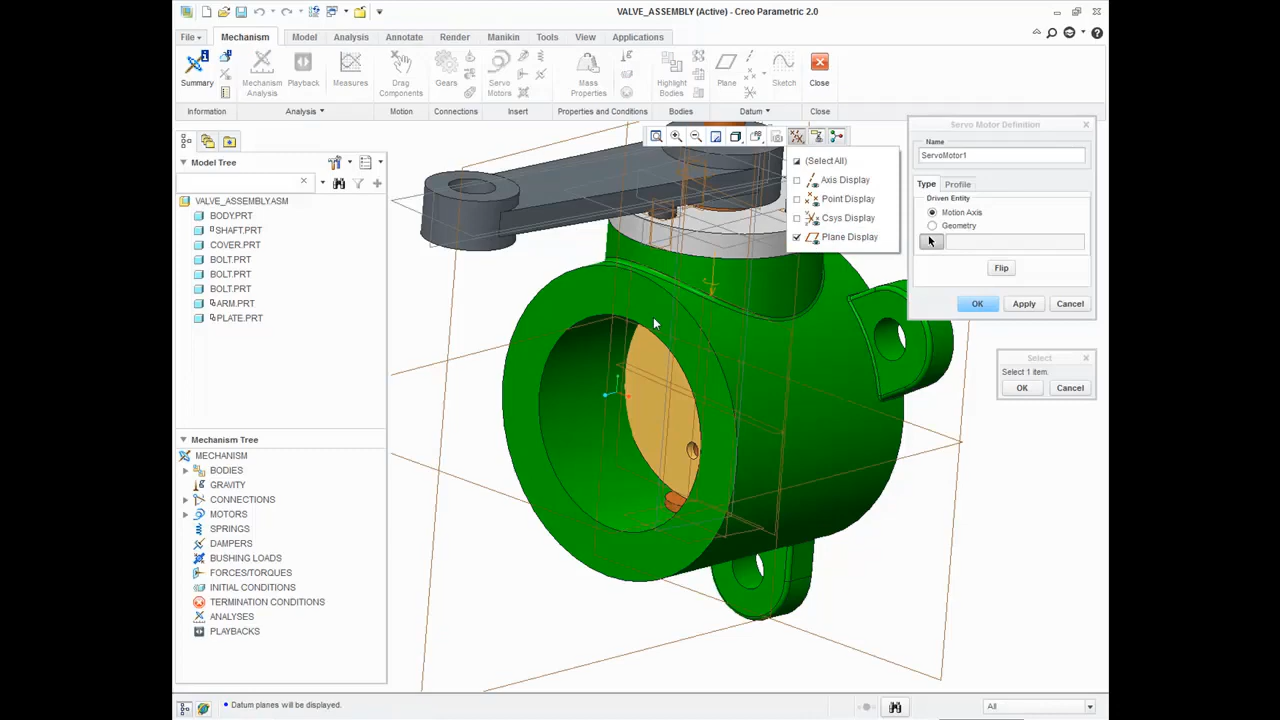 VALVE_ASSEMBLY (Active) - Creo Parametric 2.0
File Mechanism Model Analysis Annotate Render Manikin Tools View Applications
Summary Mechanism Analysis Playback Measures Drag Components Gears Servo Motors Mass Properties Highlight Bodies Plane Sketch Close
Information Analysis Motion Connections Insert Properties and Conditions Bodies Datum Close
Model Tree
VALVE_ASSEMBLY.ASM
BODY.PRT
SHAFT.PRT
COVER.PRT
BOLT.PRT
BOLT.PRT
BOLT.PRT
ARM.PRT
PLATE.PRT
Mechanism Tree
MECHANISM
BODIES
GRAVITY
CONNECTIONS
MOTORS
SPRINGS
DAMPERS
BUSHING LOADS
FORCES/TORQUES
INITIAL CONDITIONS
TERMINATION CONDITIONS
ANALYSES
PLAYBACKS
(Select All)
Axis Display
Point Display
Csys Display
Plane Display
Servo Motor Definition
Name
ServoMotor1
Type Profile
Driven Entity
Motion Axis
Geometry
Flip
OK Apply Cancel
Select
Select 1 item.
OK Cancel
Datum planes will be displayed.
All